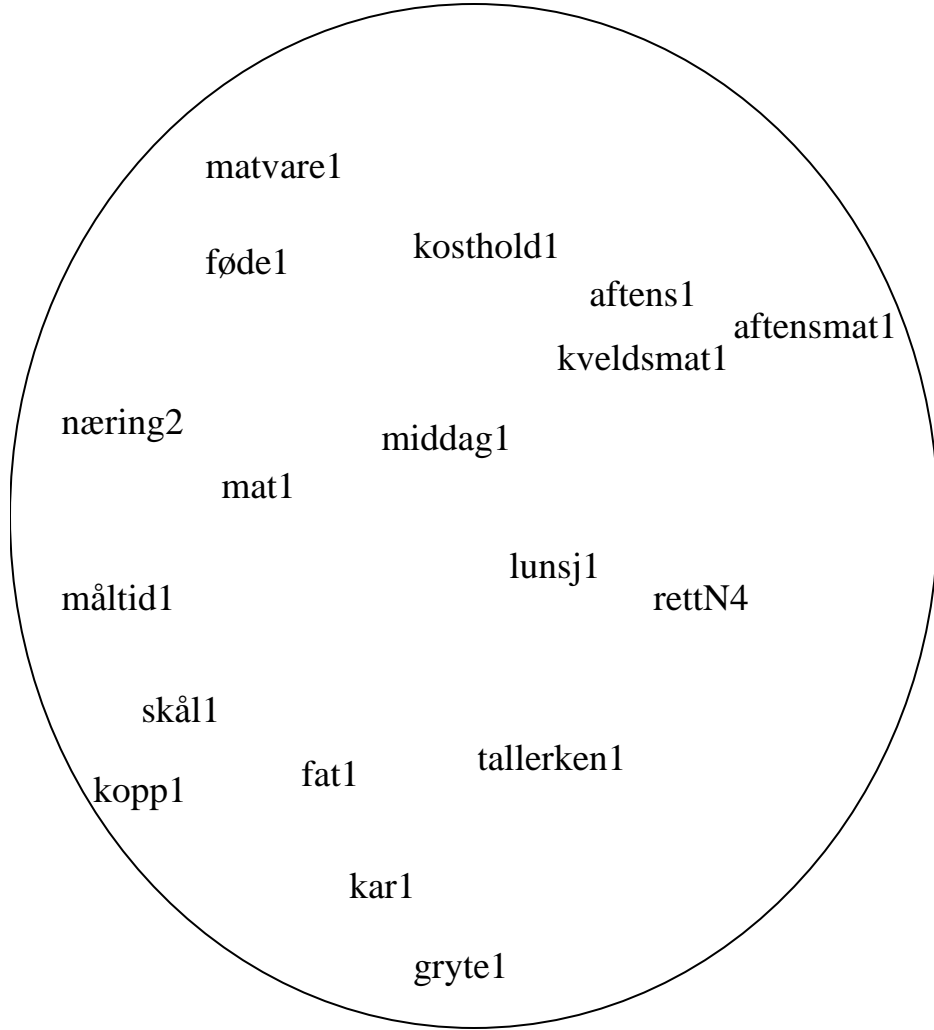 matvare1
kosthold1
føde1
aftens1
aftensmat1
kveldsmat1
næring2
middag1
mat1
lunsj1
måltid1
rettN4
skål1
tallerken1
fat1
kopp1
kar1
gryte1